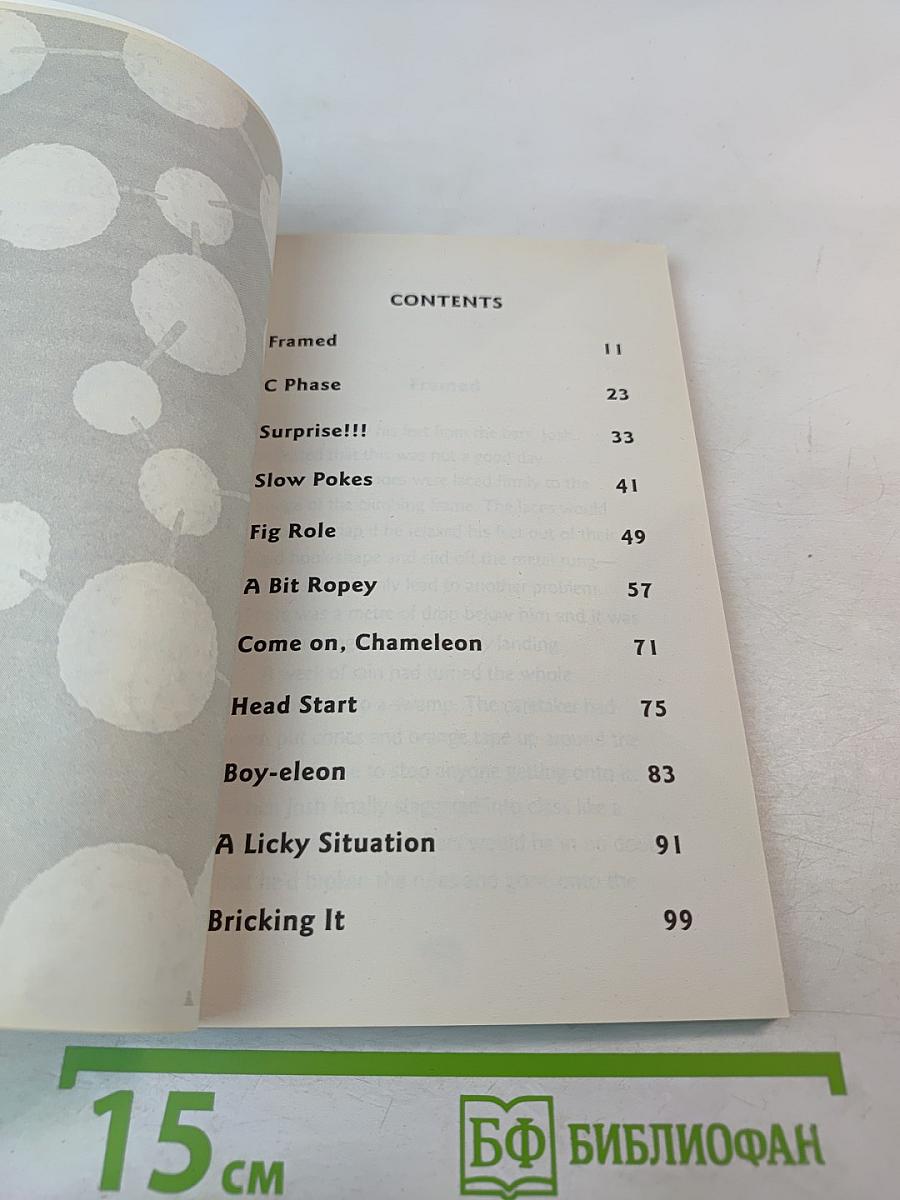 CONTENTS
Framed 11
C Phase 23
Surprise!!! 33
Slow Pokes 41
Fig Role 49
A Bit Ropey 57
Come on, Chameleon 71
Head Start 75
Boy-eleon 83
A Licky Situation 91
Bricking It 99
15 СМ
БФ БИБЛИОФАН